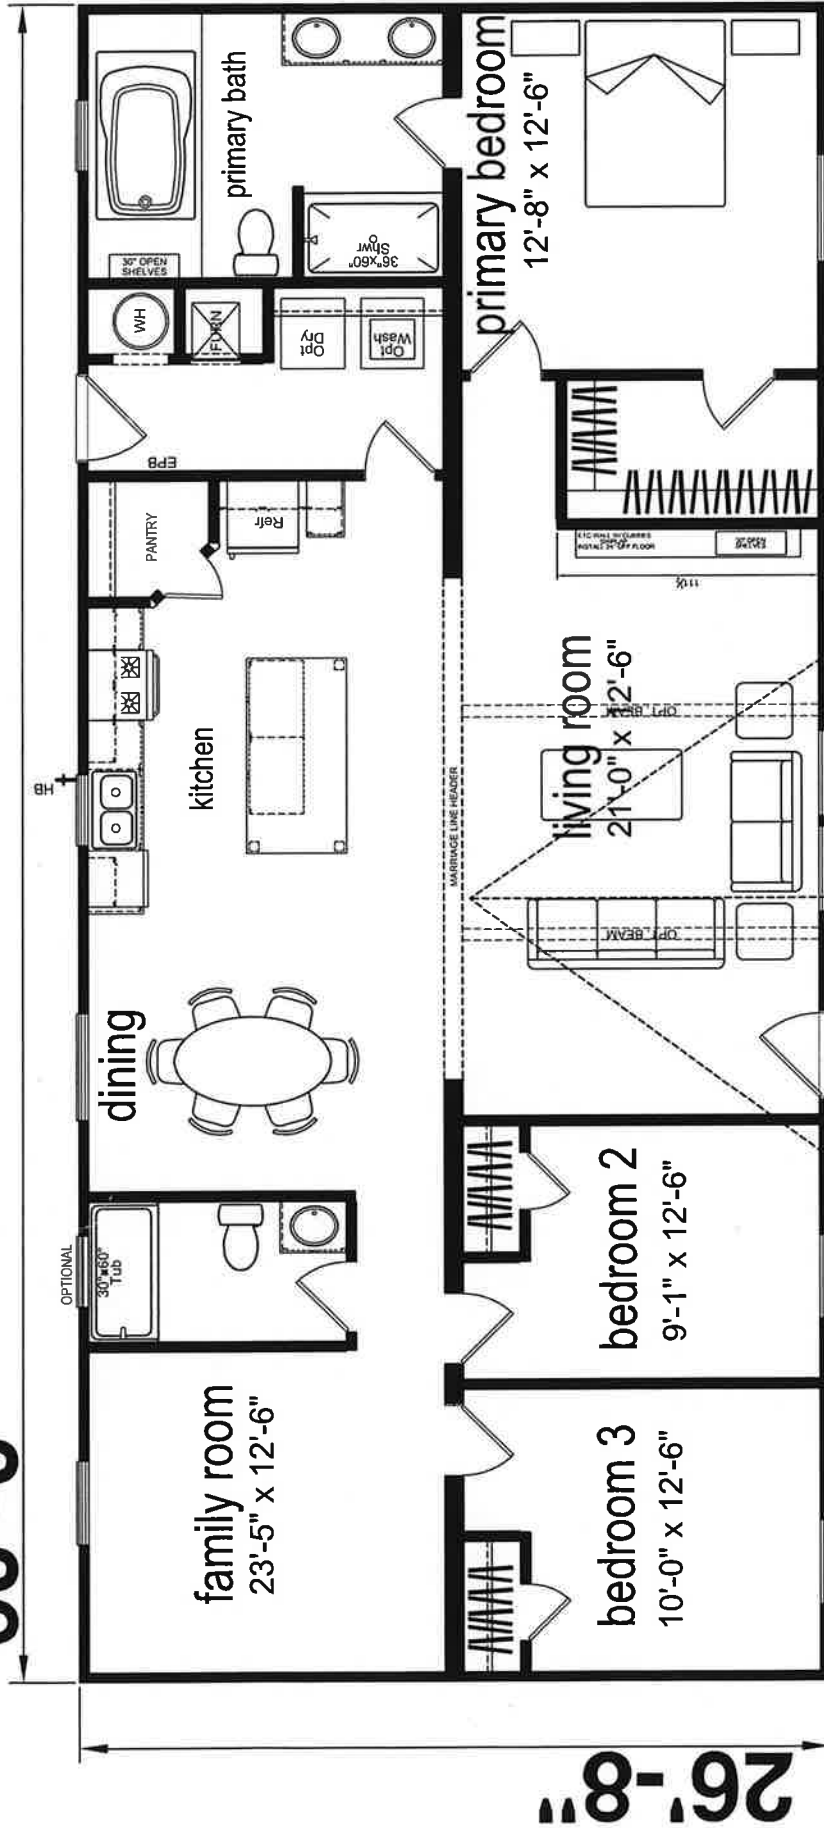 primary bath
30" OPEN
SHELVES
36"x60"
Shwr
primary bedroom
12'-8" x 12'-6"
WH
FURN
Opt
Dry
Opt
Wash
EPB
PANTRY
Refr
kitchen
HB
MARRIAGE LINE HEADER
living room
21'-0" x 12'-6"
OPT. BEAM
OPT. BEAM
dining
OPTIONAL
30"x60"
Tub
family room
23'-5" x 12'-6"
bedroom 2
9'-1" x 12'-6"
bedroom 3
10'-0" x 12'-6"
26'-8"